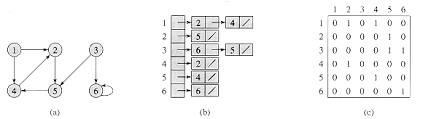 1 2 3
4 5 6
(a)
1 2 4
2 5
3 6 5
4 2
5 4
6 6
(b)
1 2 3 4 5 6
1 0 1 0 1 0 0
2 0 0 0 0 1 0
3 0 0 0 0 1 1
4 0 1 0 0 0 0
5 0 0 0 1 0 0
6 0 0 0 0 0 1
(c)